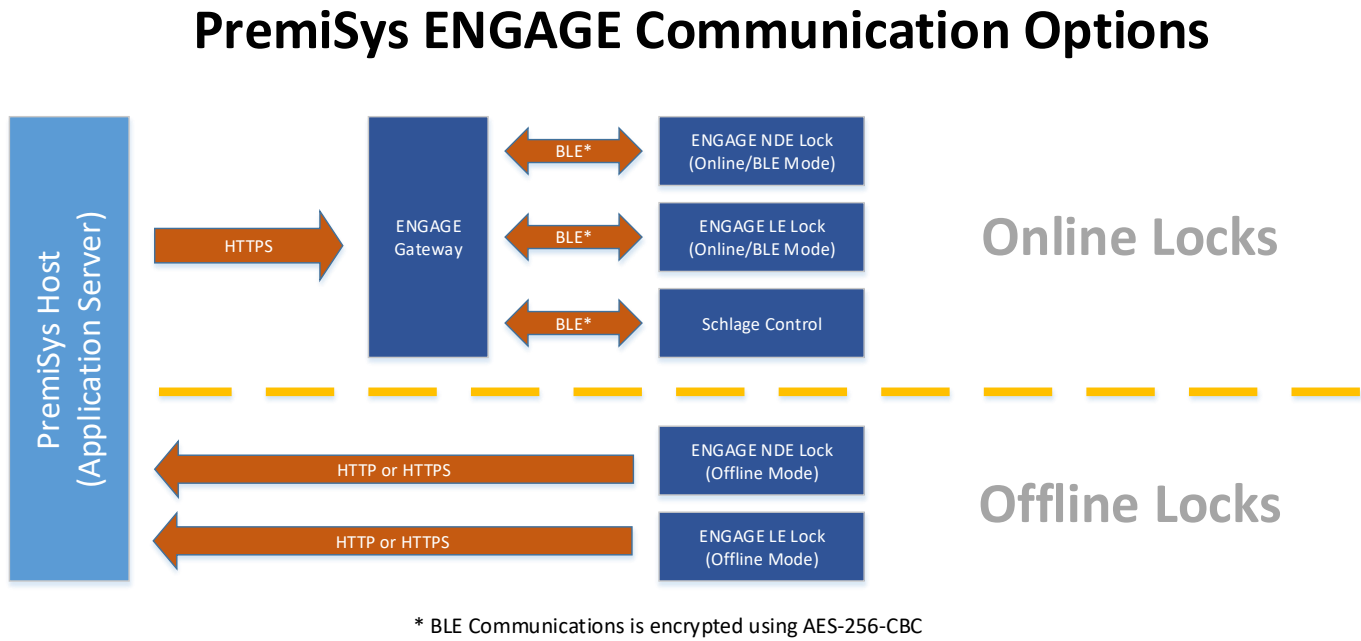 PremiSys ENGAGE Communication Options
PremiSys Host
(Application Server)
HTTPS
ENGAGE
Gateway
BLE*
ENGAGE NDE Lock
(Online/BLE Mode)
BLE*
ENGAGE LE Lock
(Online/BLE Mode)
BLE*
Schlage Control
Online Locks
HTTP or HTTPS
ENGAGE NDE Lock
(Offline Mode)
HTTP or HTTPS
ENGAGE LE Lock
(Offline Mode)
Offline Locks
* BLE Communications is encrypted using AES-256-CBC